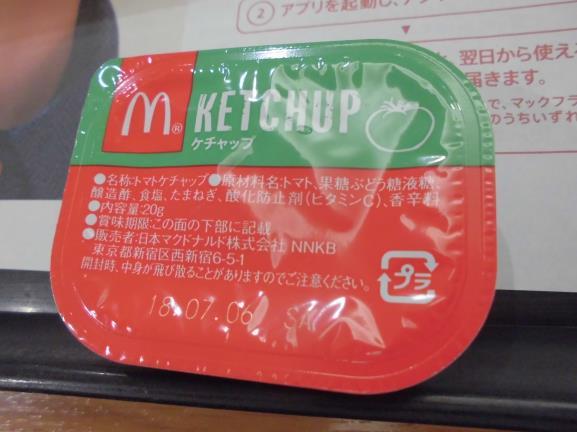 ② アプリを起動し、
翌日から使え
届きます。
で、マックフラ
のうちいずれ
M®
KETCHUP
ケチャップ
●名称:トマトケチャップ●原材料名:トマト、果糖ぶどう糖液糖、
醸造酢、食塩、たまねぎ、酸化防止剤(ビタミンC)、香辛料
●内容量:20g
●賞味期限:この面の下部に記載
●販売者:日本マクドナルド株式会社 NNKB
東京都新宿区西新宿6-5-1
開封時、中身が飛び散ることがありますのでご注意ください。
プラ
18.07.06